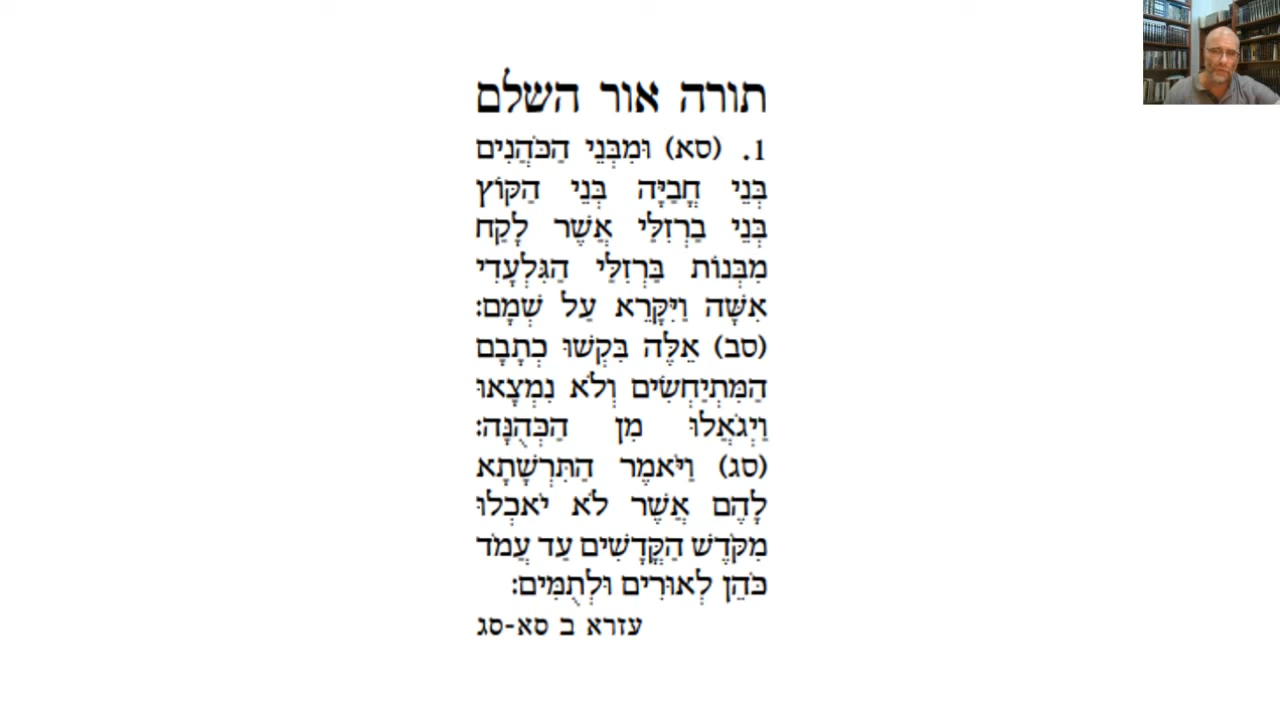 תורה אור השלם
1. (סא) וּמִבְּנֵי הַכֹּהֲנִים
בְּנֵי חֳבַיָּה בְּנֵי הַקּוֹץ
בְּנֵי בַרְזִלַּי אֲשֶׁר לָקַח
מִבְּנוֹת בַּרְזִלַּי הַגִּלְעָדִי
אִשָּׁה וַיִּקָּרֵא עַל שְׁמָם:
(סב) אֵלֶּה בִּקְשׁוּ כְתָבָם
הַמִּתְיַחְשִׂים וְלֹא נִמְצָאוּ
וַיְגֹאֲלוּ מִן הַכְּהֻנָּה:
(סג) וַיֹּאמֶר הַתִּרְשָׁתָא
לָהֶם אֲשֶׁר לֹא יֹאכְלוּ
מִקֹּדֶשׁ הַקֳּדָשִׁים עַד עֲמֹד
כֹּהֵן לְאוּרִים וּלְתֻמִּים:
עזרא ב סא-סג